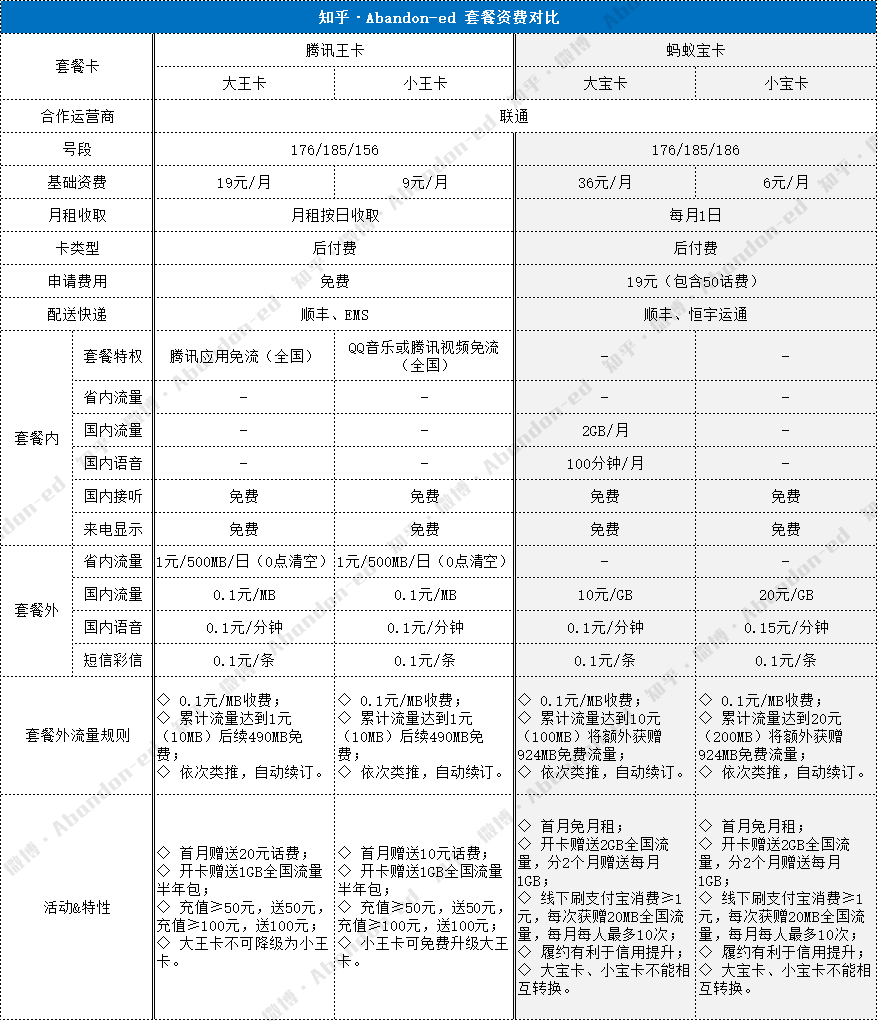 知乎·Abandon-ed 套餐资费对比
套餐卡
腾讯王卡
蚂蚁宝卡
大王卡
小王卡
大宝卡
小宝卡
合作运营商
联通
号段
176/185/156
176/185/186
基础资费
19元/月
9元/月
36元/月
6元/月
月租收取
月租按日收取
每月1日
卡类型
后付费
后付费
申请费用
免费
19元（包含50话费）
配送快递
顺丰、EMS
顺丰、恒宇运通
套餐内
套餐特权
腾讯应用免流（全国）
QQ音乐或腾讯视频免流
（全国）
-
-
省内流量
-
-
-
-
国内流量
-
-
2GB/月
-
国内语音
-
-
100分钟/月
-
国内接听
免费
免费
免费
免费
来电显示
免费
免费
免费
免费
套餐外
省内流量
1元/500MB/日（0点清空）
1元/500MB/日（0点清空）
-
-
国内流量
0.1元/MB
0.1元/MB
10元/GB
20元/GB
国内语音
0.1元/分钟
0.1元/分钟
0.1元/分钟
0.15元/分钟
短信彩信
0.1元/条
0.1元/条
0.1元/条
0.1元/条
套餐外流量规则
◇ 0.1元/MB收费；
◇ 累计流量达到1元
（10MB）后续490MB免
费；
◇ 依次类推，自动续订。
◇ 0.1元/MB收费；
◇ 累计流量达到1元
（10MB）后续490MB免
费；
◇ 依次类推，自动续订。
◇ 0.1元/MB收费；
◇ 累计流量达到10元
（100MB）将额外获赠
924MB免费流量；
◇ 依次类推，自动续订。
◇ 0.1元/MB收费；
◇ 累计流量达到20元
（200MB）将额外获赠
924MB免费流量；
◇ 依次类推，自动续订。
活动&特性
◇ 首月赠送20元话费；
◇ 开卡赠送1GB全国流量
半年包；
◇ 充值≥50元，送50元，
充值≥100元，送100元；
◇ 大王卡不可降级为小王
卡。
◇ 首月赠送10元话费；
◇ 开卡赠送1GB全国流量
半年包；
◇ 充值≥50元，送50元，
充值≥100元，送100元；
◇ 小王卡可免费升级大王
卡。
◇ 首月免月租；
◇ 开卡赠送2GB全国流
量，分2个月赠送每月
1GB；
◇ 线下刷支付宝消费≥1
元，每次获赠20MB全国流
量，每月每人最多10次；
◇ 履约有利于信用提升；
◇ 大宝卡、小宝卡不能相
互转换。
◇ 首月免月租；
◇ 开卡赠送2GB全国流
量，分2个月赠送每月
1GB；
◇ 线下刷支付宝消费≥1
元，每次获赠20MB全国流
量，每月每人最多10次；
◇ 履约有利于信用提升；
◇ 大宝卡、小宝卡不能相
互转换。
知乎·微博·Abandon-ed